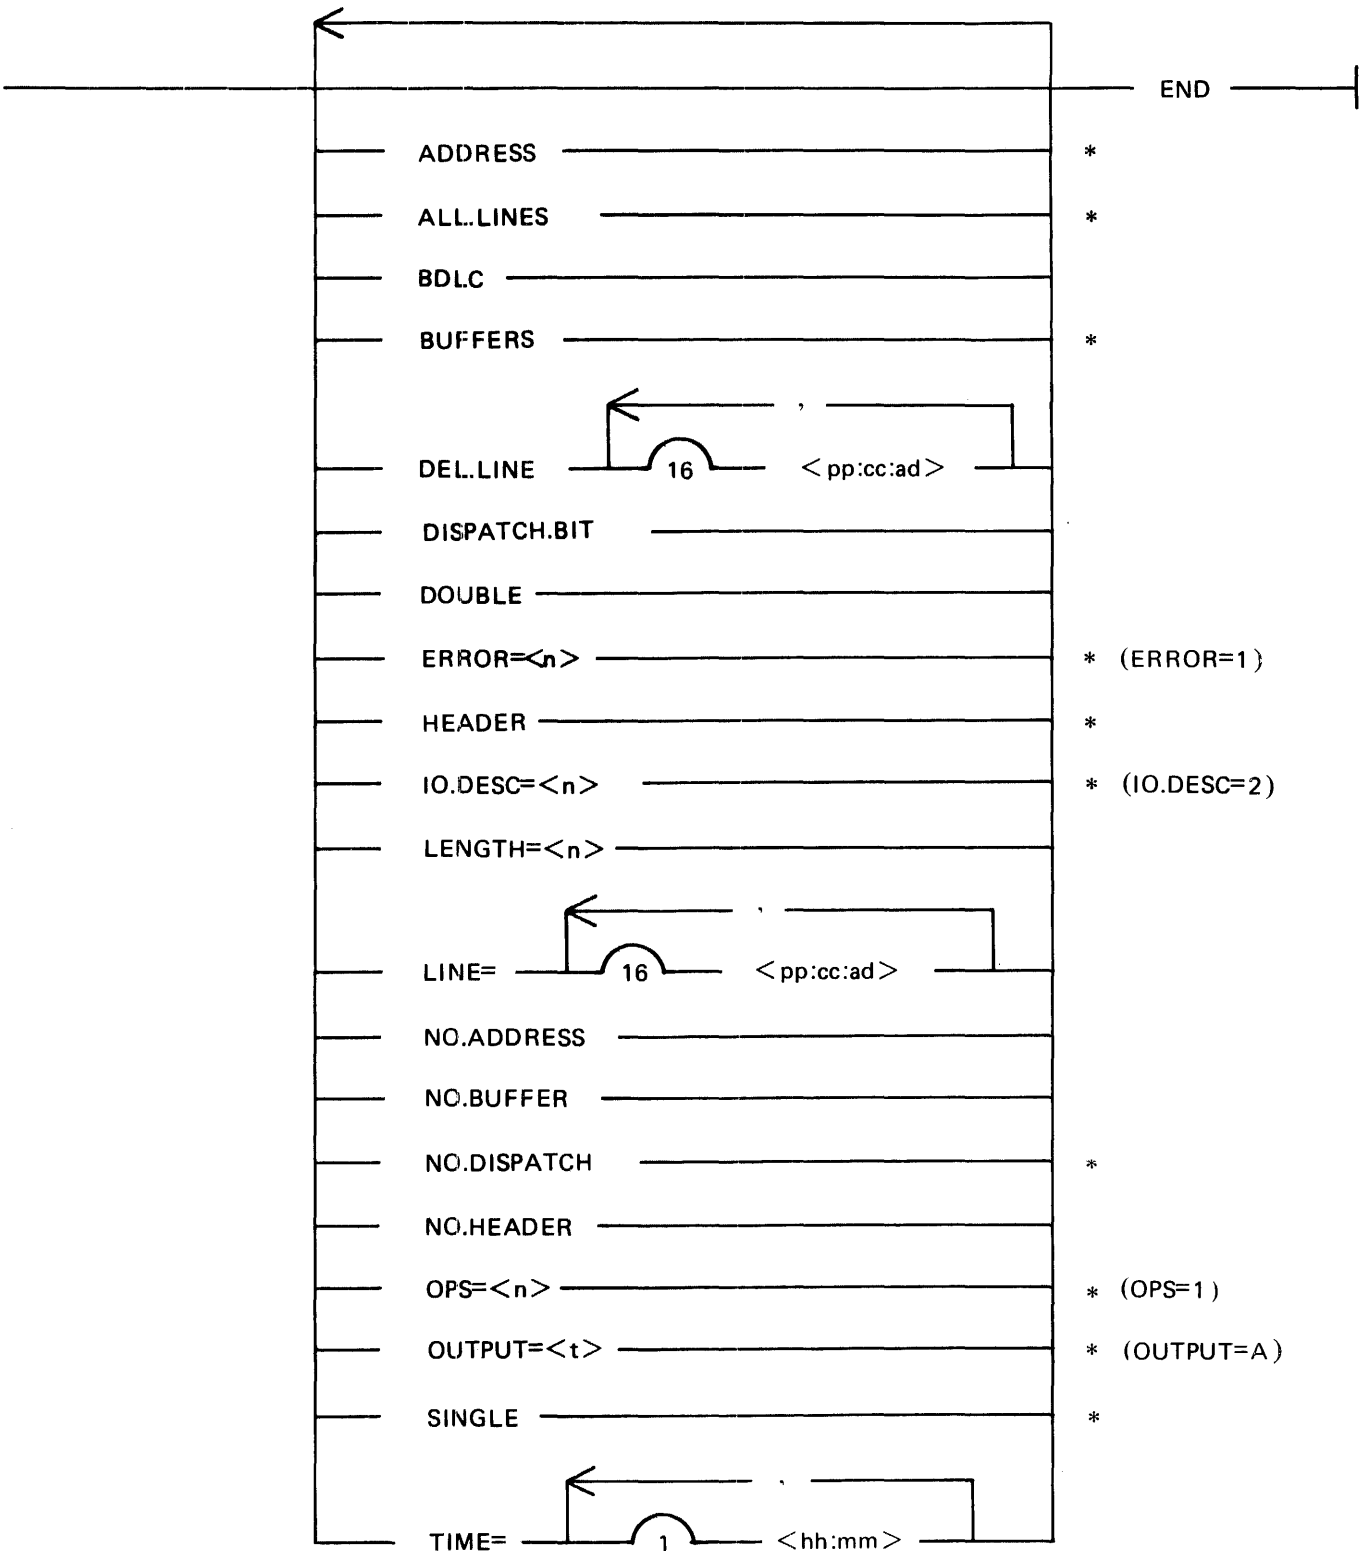 END
ADDRESS *
ALL.LINES *
BDLC
BUFFERS *
,
DEL.LINE 16 <pp:cc:ad>
DISPATCH.BIT
DOUBLE
ERROR=<n> * (ERROR=1)
HEADER *
IO.DESC=<n> * (IO.DESC=2)
LENGTH=<n>
,
LINE= 16 <pp:cc:ad>
NO.ADDRESS
NO.BUFFER
NO.DISPATCH *
NO.HEADER
OPS=<n> * (OPS=1)
OUTPUT=<t> * (OUTPUT=A)
SINGLE *
,
TIME= 1 <hh:mm>